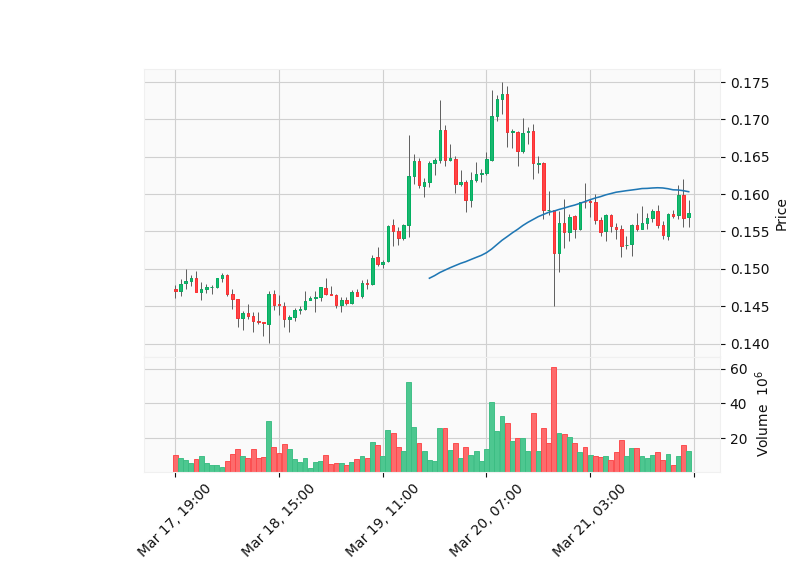 0.175
0.170
0.165
0.160
0.155
0.150
0.145
0.140
Price
60
40
20
Volume 10⁶
Mar 17, 19:00
Mar 18, 15:00
Mar 19, 11:00
Mar 20, 07:00
Mar 21, 03:00